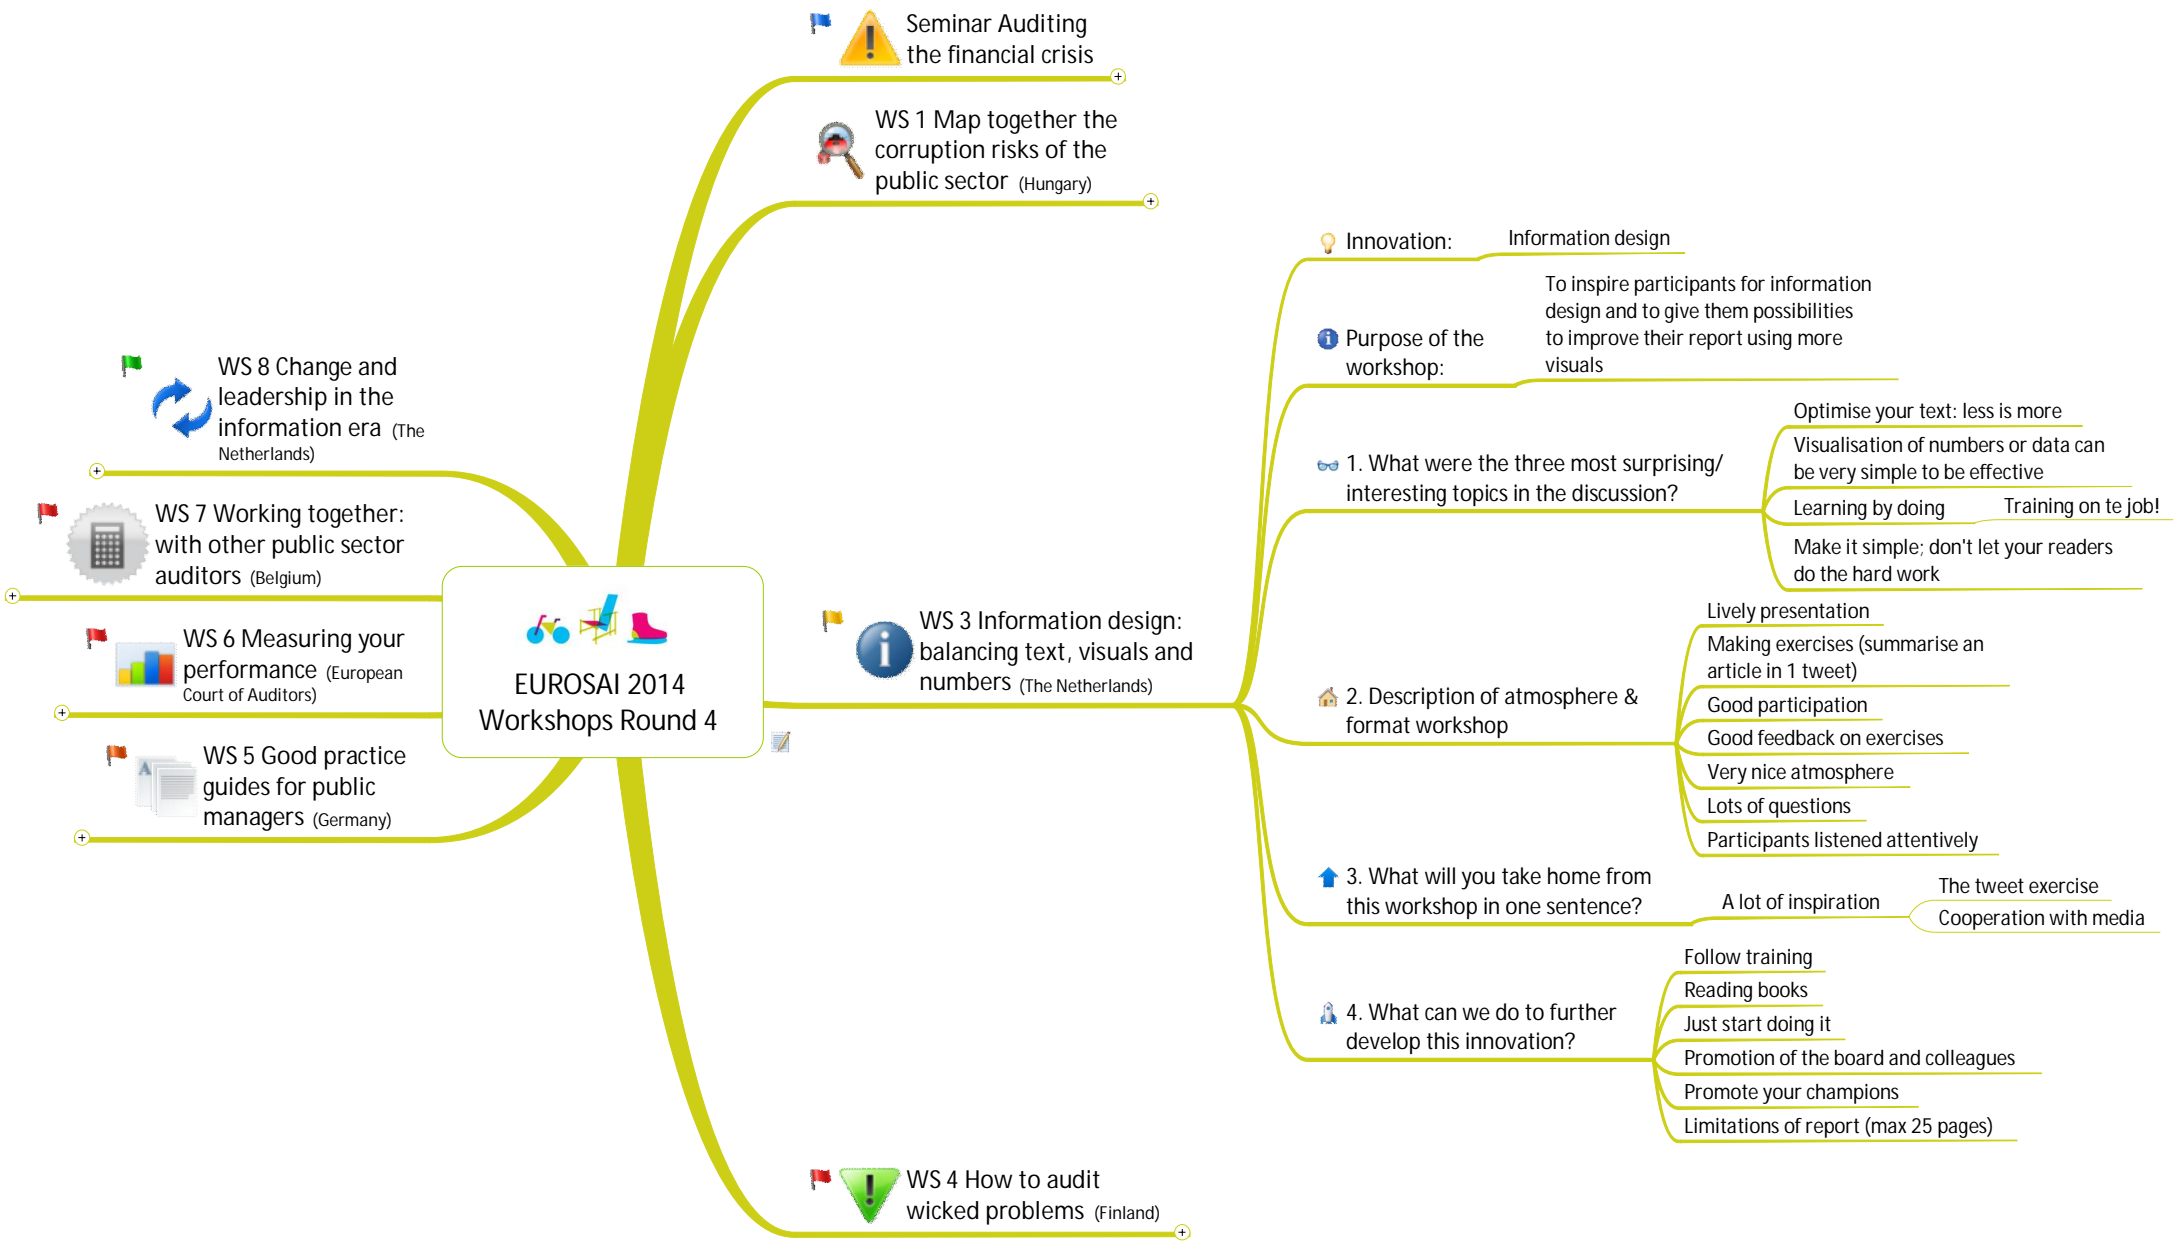 Seminar Auditing
the financial crisis
WS 1 Map together the
corruption risks of the
public sector (Hungary)
WS 8 Change and
leadership in the
information era (The
Netherlands)
WS 7 Working together:
with other public sector
auditors (Belgium)
WS 6 Measuring your
performance (European
Court of Auditors)
WS 5 Good practice
guides for public
managers (Germany)
EUROSAI 2014
Workshops Round 4
WS 3 Information design:
balancing text, visuals and
numbers (The Netherlands)
Innovation:
Information design
Purpose of the
workshop:
To inspire participants for information
design and to give them possibilities
to improve their report using more
visuals
1. What were the three most surprising/
interesting topics in the discussion?
Optimise your text: less is more
Visualisation of numbers or data can
be very simple to be effective
Learning by doing
Training on te job!
Make it simple; don't let your readers
do the hard work
2. Description of atmosphere &
format workshop
Lively presentation
Making exercises (summarise an
article in 1 tweet)
Good participation
Good feedback on exercises
Very nice atmosphere
Lots of questions
Participants listened attentively
3. What will you take home from
this workshop in one sentence?
A lot of inspiration
The tweet exercise
Cooperation with media
4. What can we do to further
develop this innovation?
Follow training
Reading books
Just start doing it
Promotion of the board and colleagues
Promote your champions
Limitations of report (max 25 pages)
WS 4 How to audit
wicked problems (Finland)